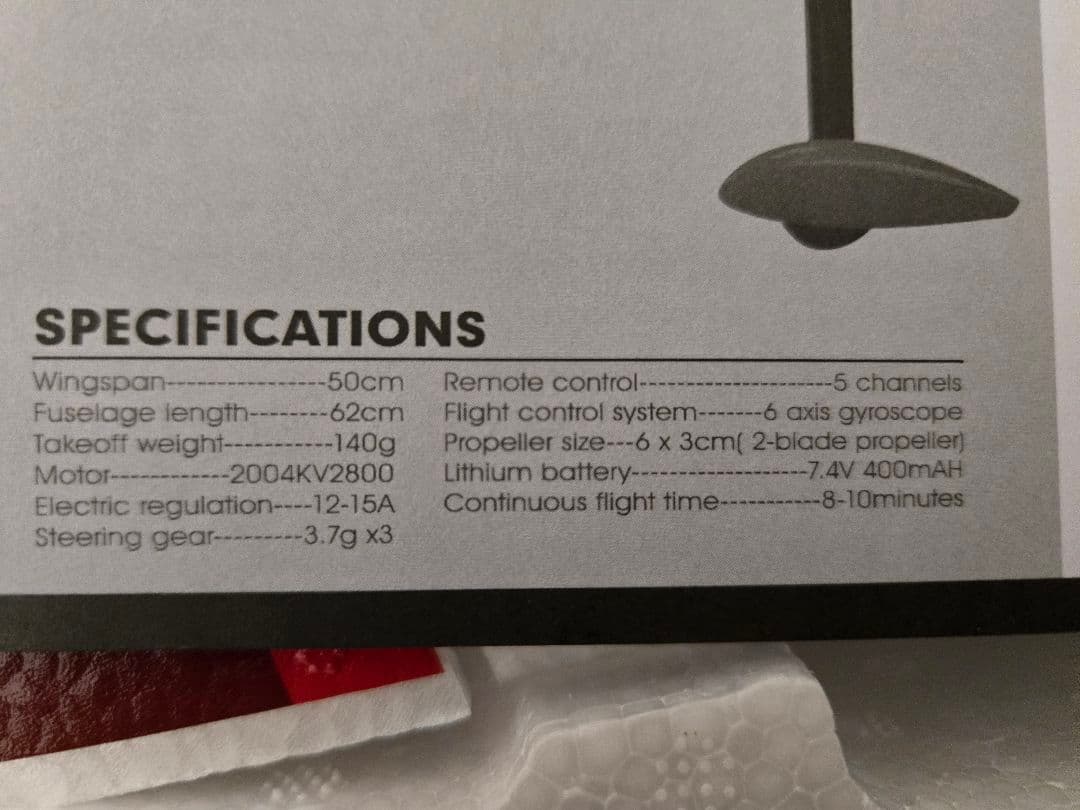 SPECIFICATIONS
Wingspan---------------50cm
Fuselage length--------62cm
Takeoff weight-----------140g
Motor------------2004KV2800
Electric regulation----12-15A
Steering gear---------3.7g x3
Remote control--------------------5 channels
Flight control system-------6 axis gyroscope
Propeller size---6 x 3cm( 2-blade propeller)
Lithium battery------------------7.4V 400mAH
Continuous flight time-----------8-10minutes